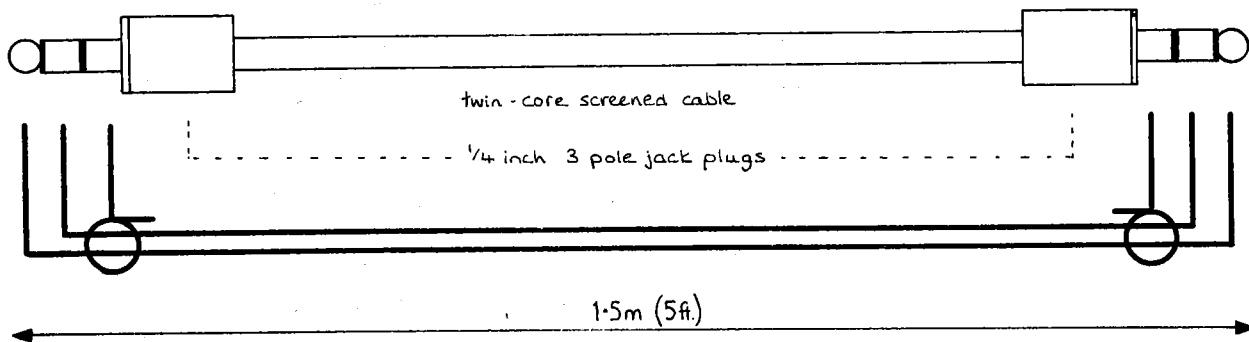 twin-core screened cable
1/4 inch 3 pole jack plugs
1.5m (5ft.)